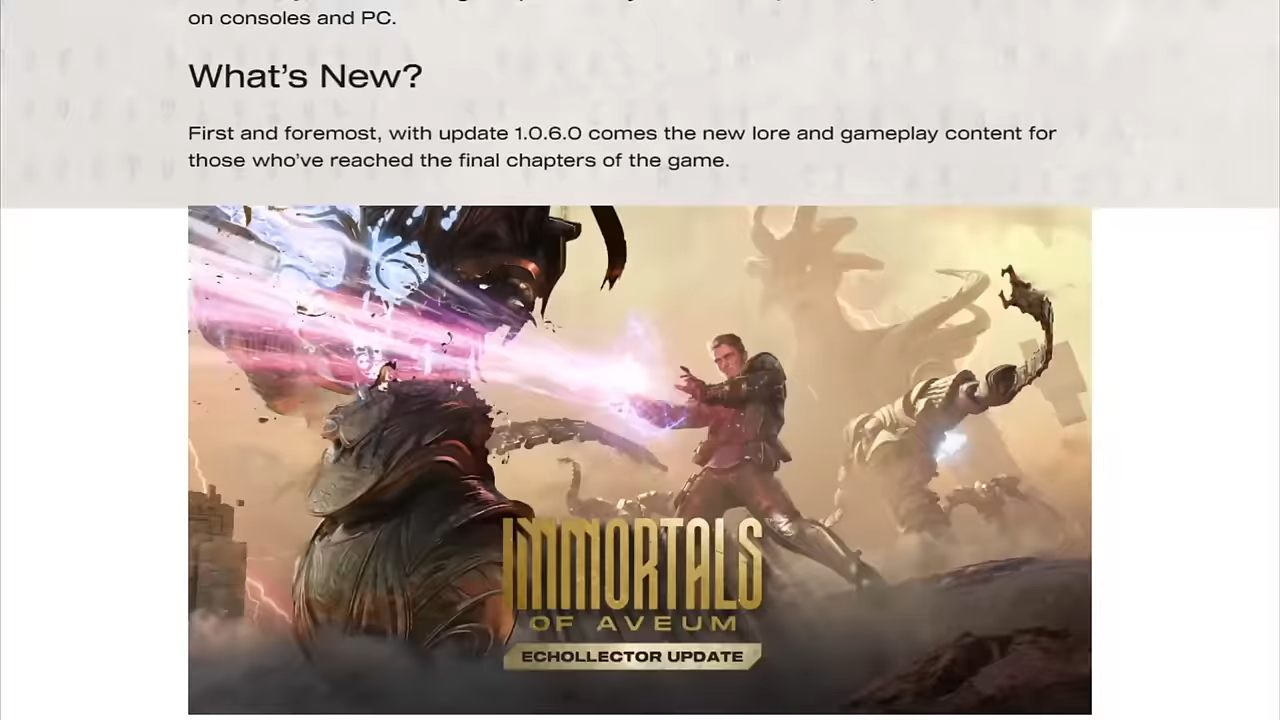 on consoles and PC.
What's New?
First and foremost, with update 1.0.6.0 comes the new lore and gameplay content for
those who've reached the final chapters of the game.
IMMORTALS
OF AVEUM
ECHOLLECTOR UPDATE